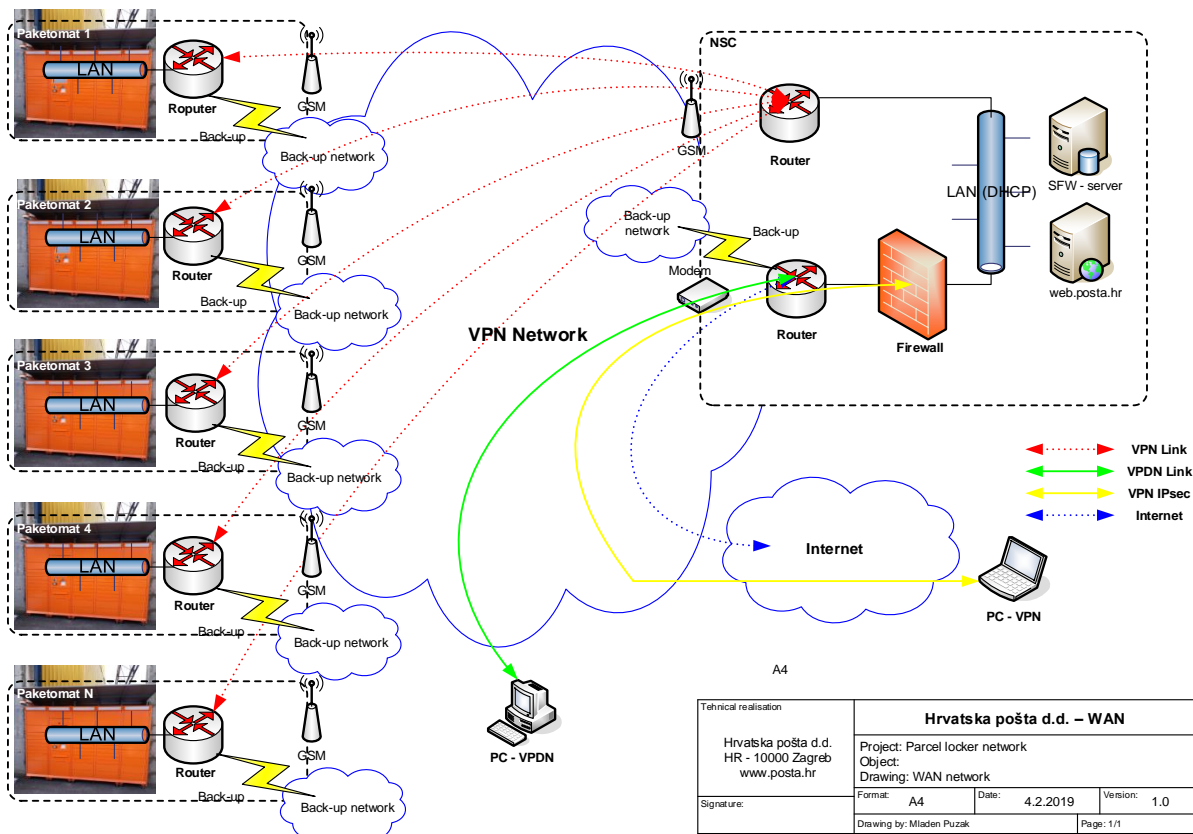 Paketomat 1
LAN
Roputer
GSM
Back-up
Back-up network
Paketomat 2
LAN
Router
GSM
Back-up
Back-up network
Paketomat 3
LAN
Router
GSM
Back-up
Back-up network
Paketomat 4
LAN
Router
GSM
Back-up
Back-up network
Paketomat N
LAN
Router
GSM
Back-up
Back-up network
VPN Network
NSC
GSM
Router
LAN (DHCP)
SFW - server
web.posta.hr
Back-up
network
Back-up
Modem
Router
Firewall
VPN Link
VPDN Link
VPN IPsec
Internet
Internet
PC - VPN
PC - VPDN
A4
Tehnical realisation
Hrvatska pošta d.d.
HR - 10000 Zagreb
www.posta.hr
Signature:
Hrvatska pošta d.d. – WAN
Project: Parcel locker network
Object:
Drawing: WAN network
Format: A4
Date: 4.2.2019
Version: 1.0
Drawing by: Mladen Puzak
Page: 1/1